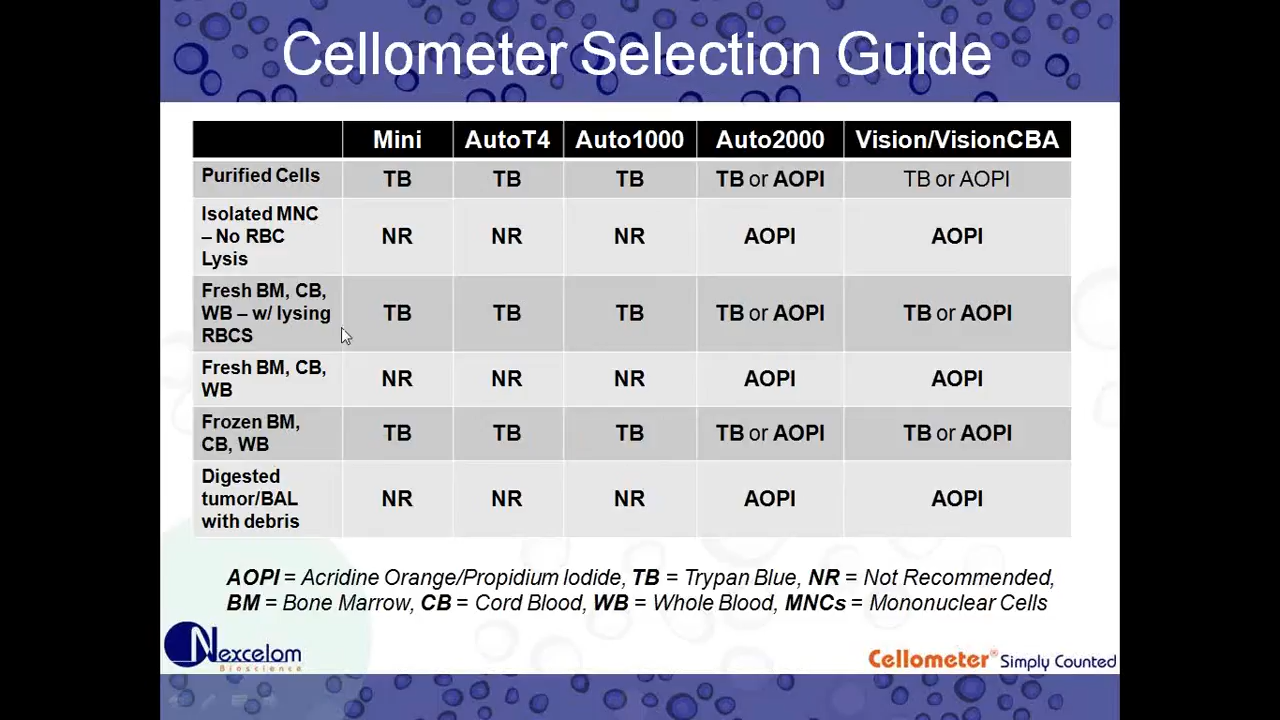 Cellometer Selection Guide
Mini AutoT4 Auto1000 Auto2000 Vision/VisionCBA
Purified Cells TB TB TB TB or AOPI TB or AOPI
Isolated MNC
– No RBC NR NR NR AOPI AOPI
Lysis
Fresh BM, CB,
WB – w/ lysing TB TB TB TB or AOPI TB or AOPI
RBCS
Fresh BM, CB,
WB NR NR NR AOPI AOPI
Frozen BM,
CB, WB TB TB TB TB or AOPI TB or AOPI
Digested
tumor/BAL NR NR NR AOPI AOPI
with debris
AOPI = Acridine Orange/Propidium Iodide, TB = Trypan Blue, NR = Not Recommended,
BM = Bone Marrow, CB = Cord Blood, WB = Whole Blood, MNCs = Mononuclear Cells
Nexcelom
Bioscience
Cellometer® Simply Counted